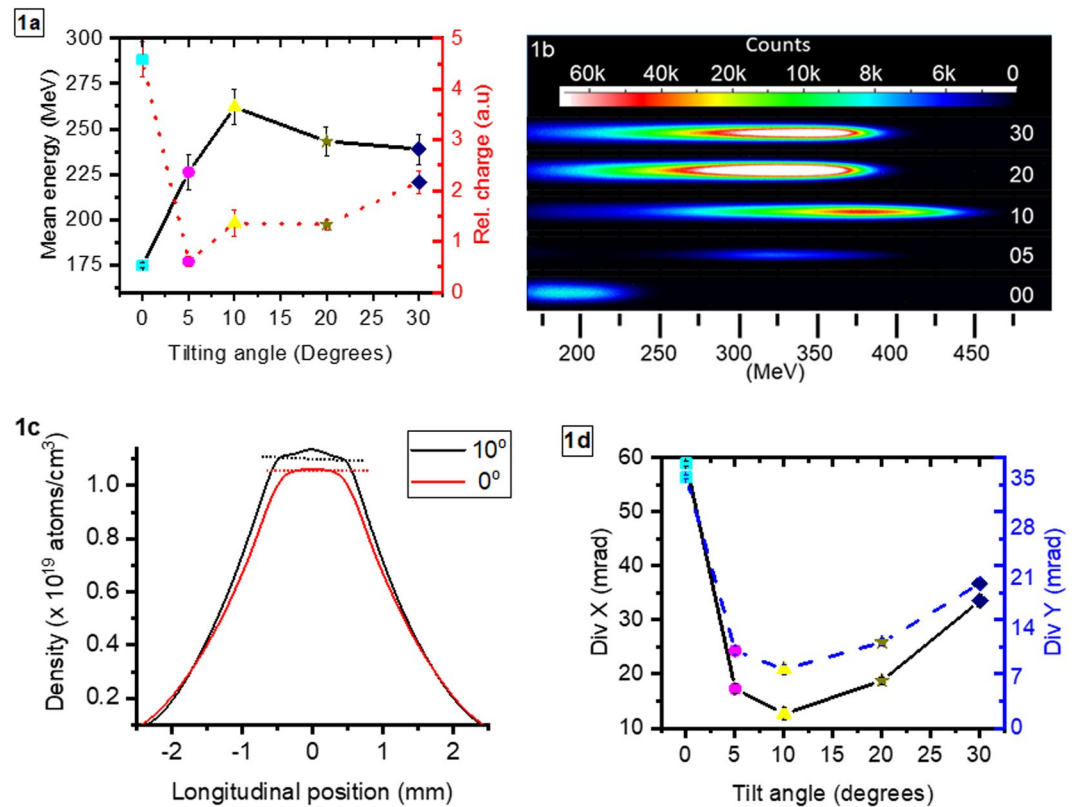 1a
300
275
250
225
200
175
Mean energy (MeV)
5
4
3
2
1
0
Rel. charge (a.u)
0 5 10 15 20 25 30
Tilting angle (Degrees)
1b
Counts
60k 40k 20k 10k 8k 6k 0
30
20
10
05
00
200 250 300 350 400 450
(MeV)
1c
Density (x 10¹⁹ atoms/cm³)
1.0
0.8
0.6
0.4
0.2
10º
0º
-2 -1 0 1 2
Longitudinal position (mm)
1d
60
50
40
30
20
10
Div X (mrad)
35
28
21
14
7
0
Div Y (mrad)
0 5 10 15 20 25 30
Tilt angle (degrees)